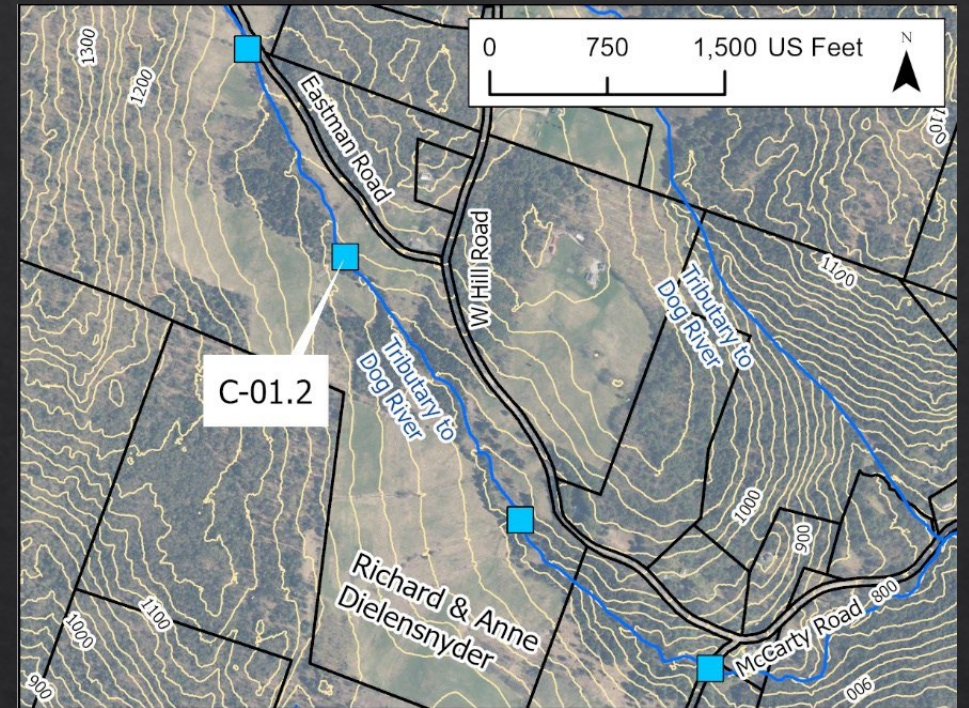 0 750 1,500 US Feet
N
1300
1200
Eastman Road
W Hill Road
1100
1100
Tributary to
Dog River
C-01.2
Tributary to
Dog River
1000
900
Richard & Anne
Dielensnyder
800
McCarty Road
1100
1000
900
900